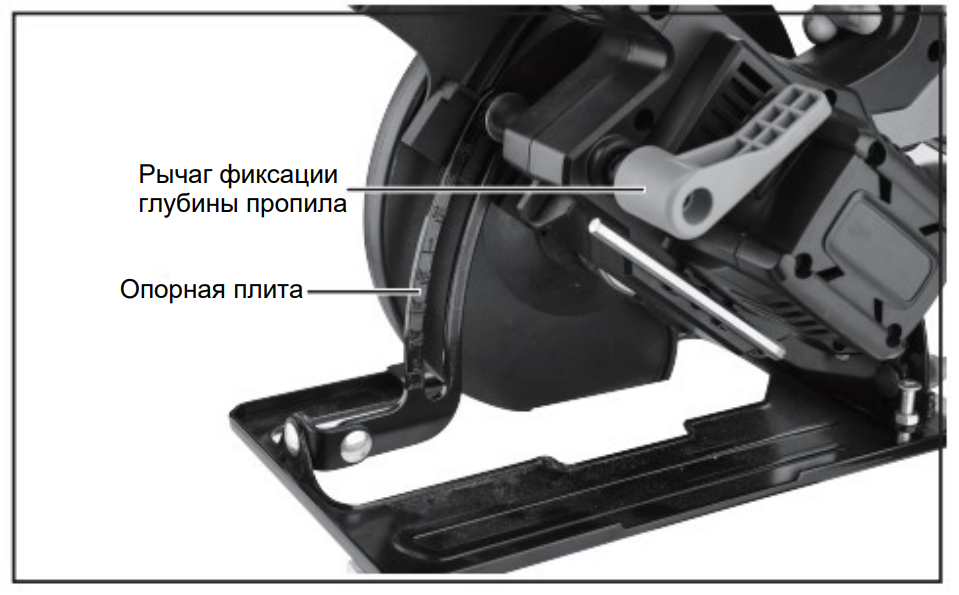 Рычаг фиксации
глубины пропила
Опорная плита